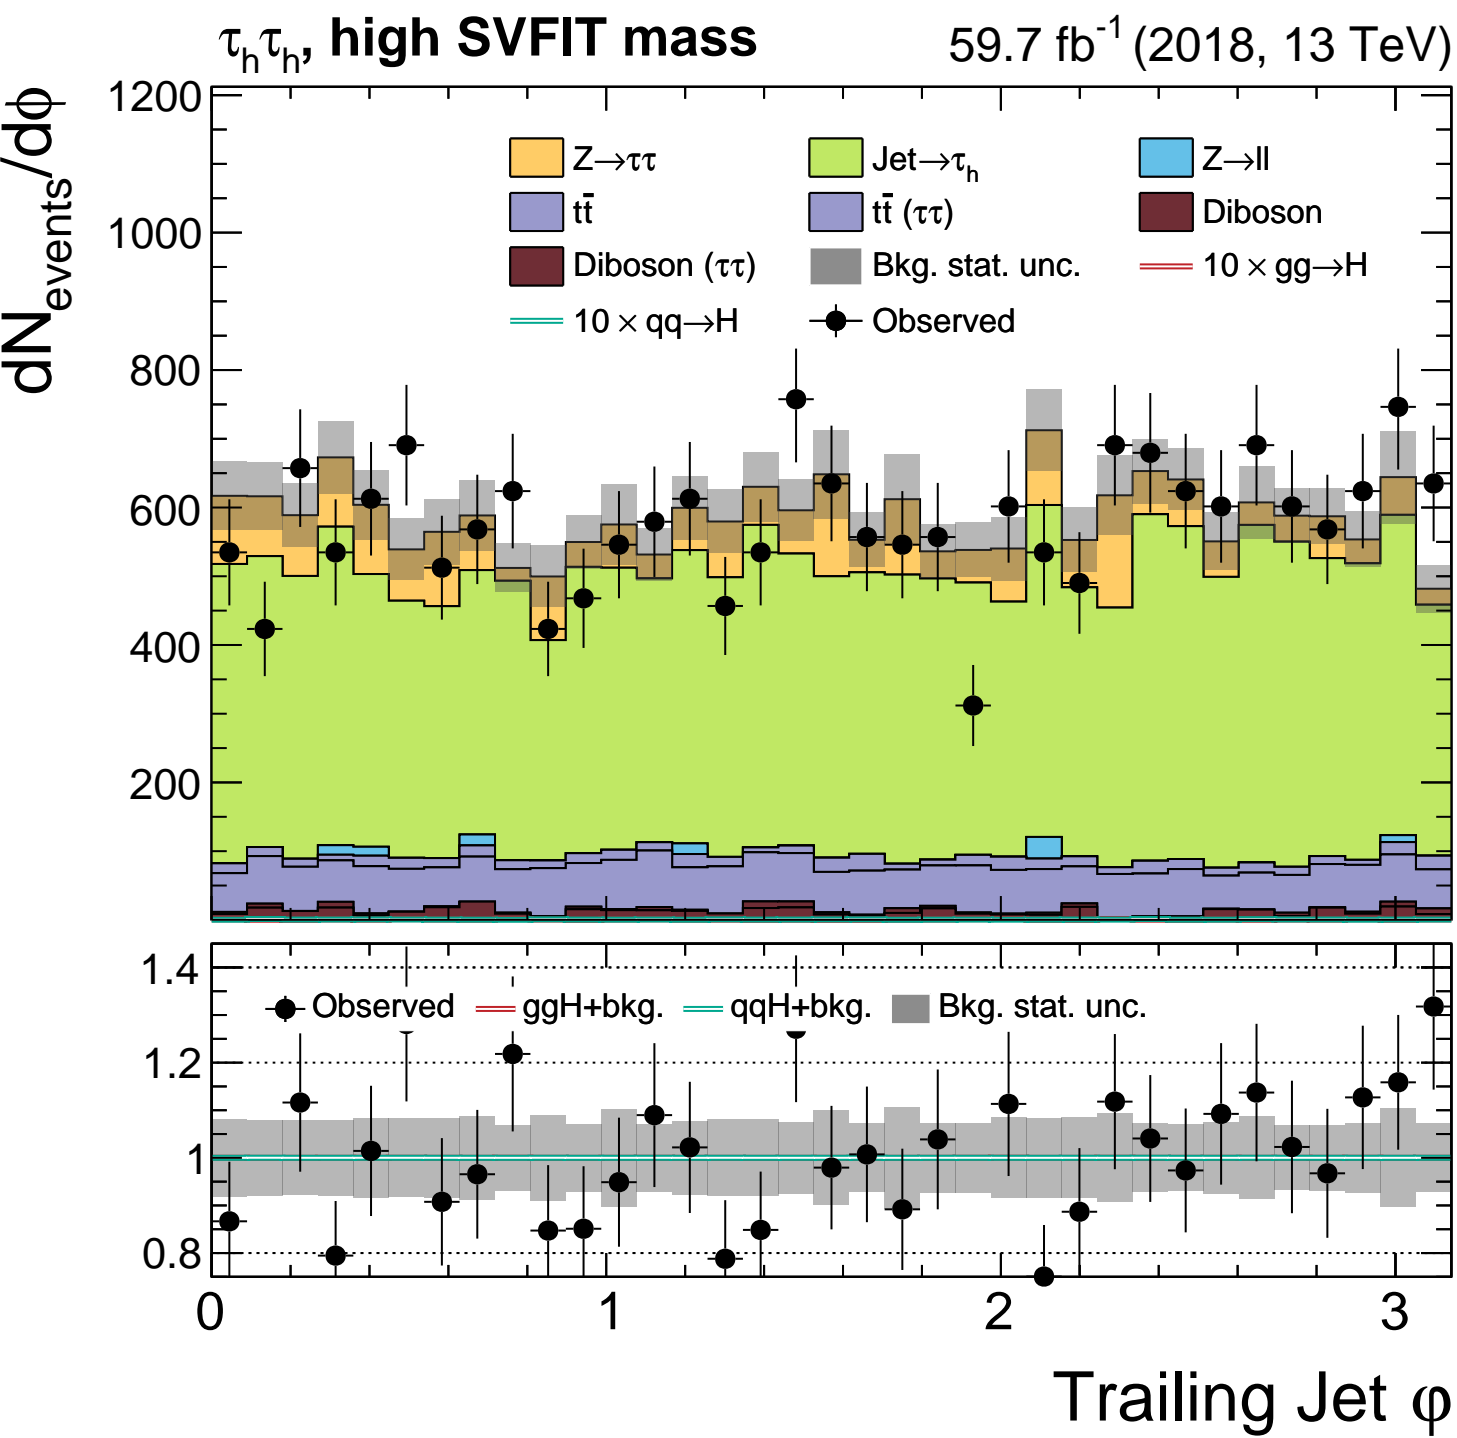 τhτh, high SVFIT mass 59.7 fb-1 (2018, 13 TeV)
dNevents/dϕ
1200
1000
800
600
400
200
Z→ττ Jet→τh Z→ll
tt̄ tt̄ (ττ) Diboson
Diboson (ττ) Bkg. stat. unc. 10 × gg→H
10 × qq→H Observed
1.4
1.2
1
0.8
Observed ggH+bkg. qqH+bkg. Bkg. stat. unc.
0 1 2 3
Trailing Jet φ